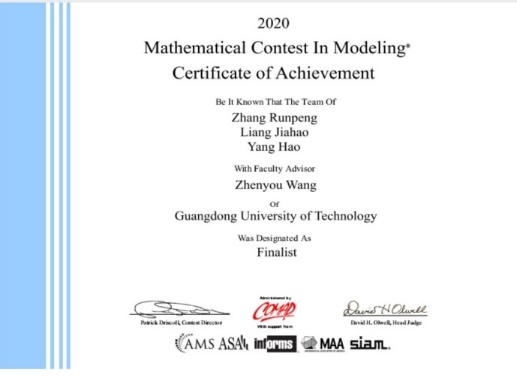 2020
Mathematical Contest In Modeling®
Certificate of Achievement
Be It Known That The Team Of
Zhang Runpeng
Liang Jiahao
Yang Hao
With Faculty Advisor
Zhenyou Wang
Of
Guangdong University of Technology
Was Designated As
Finalist
Administered by
COMAP
With support from
Patrick Driscoll, Contest Director
David H. Olwell
David H. Olwell, Head Judge
AMS ASA informs MAA siam.